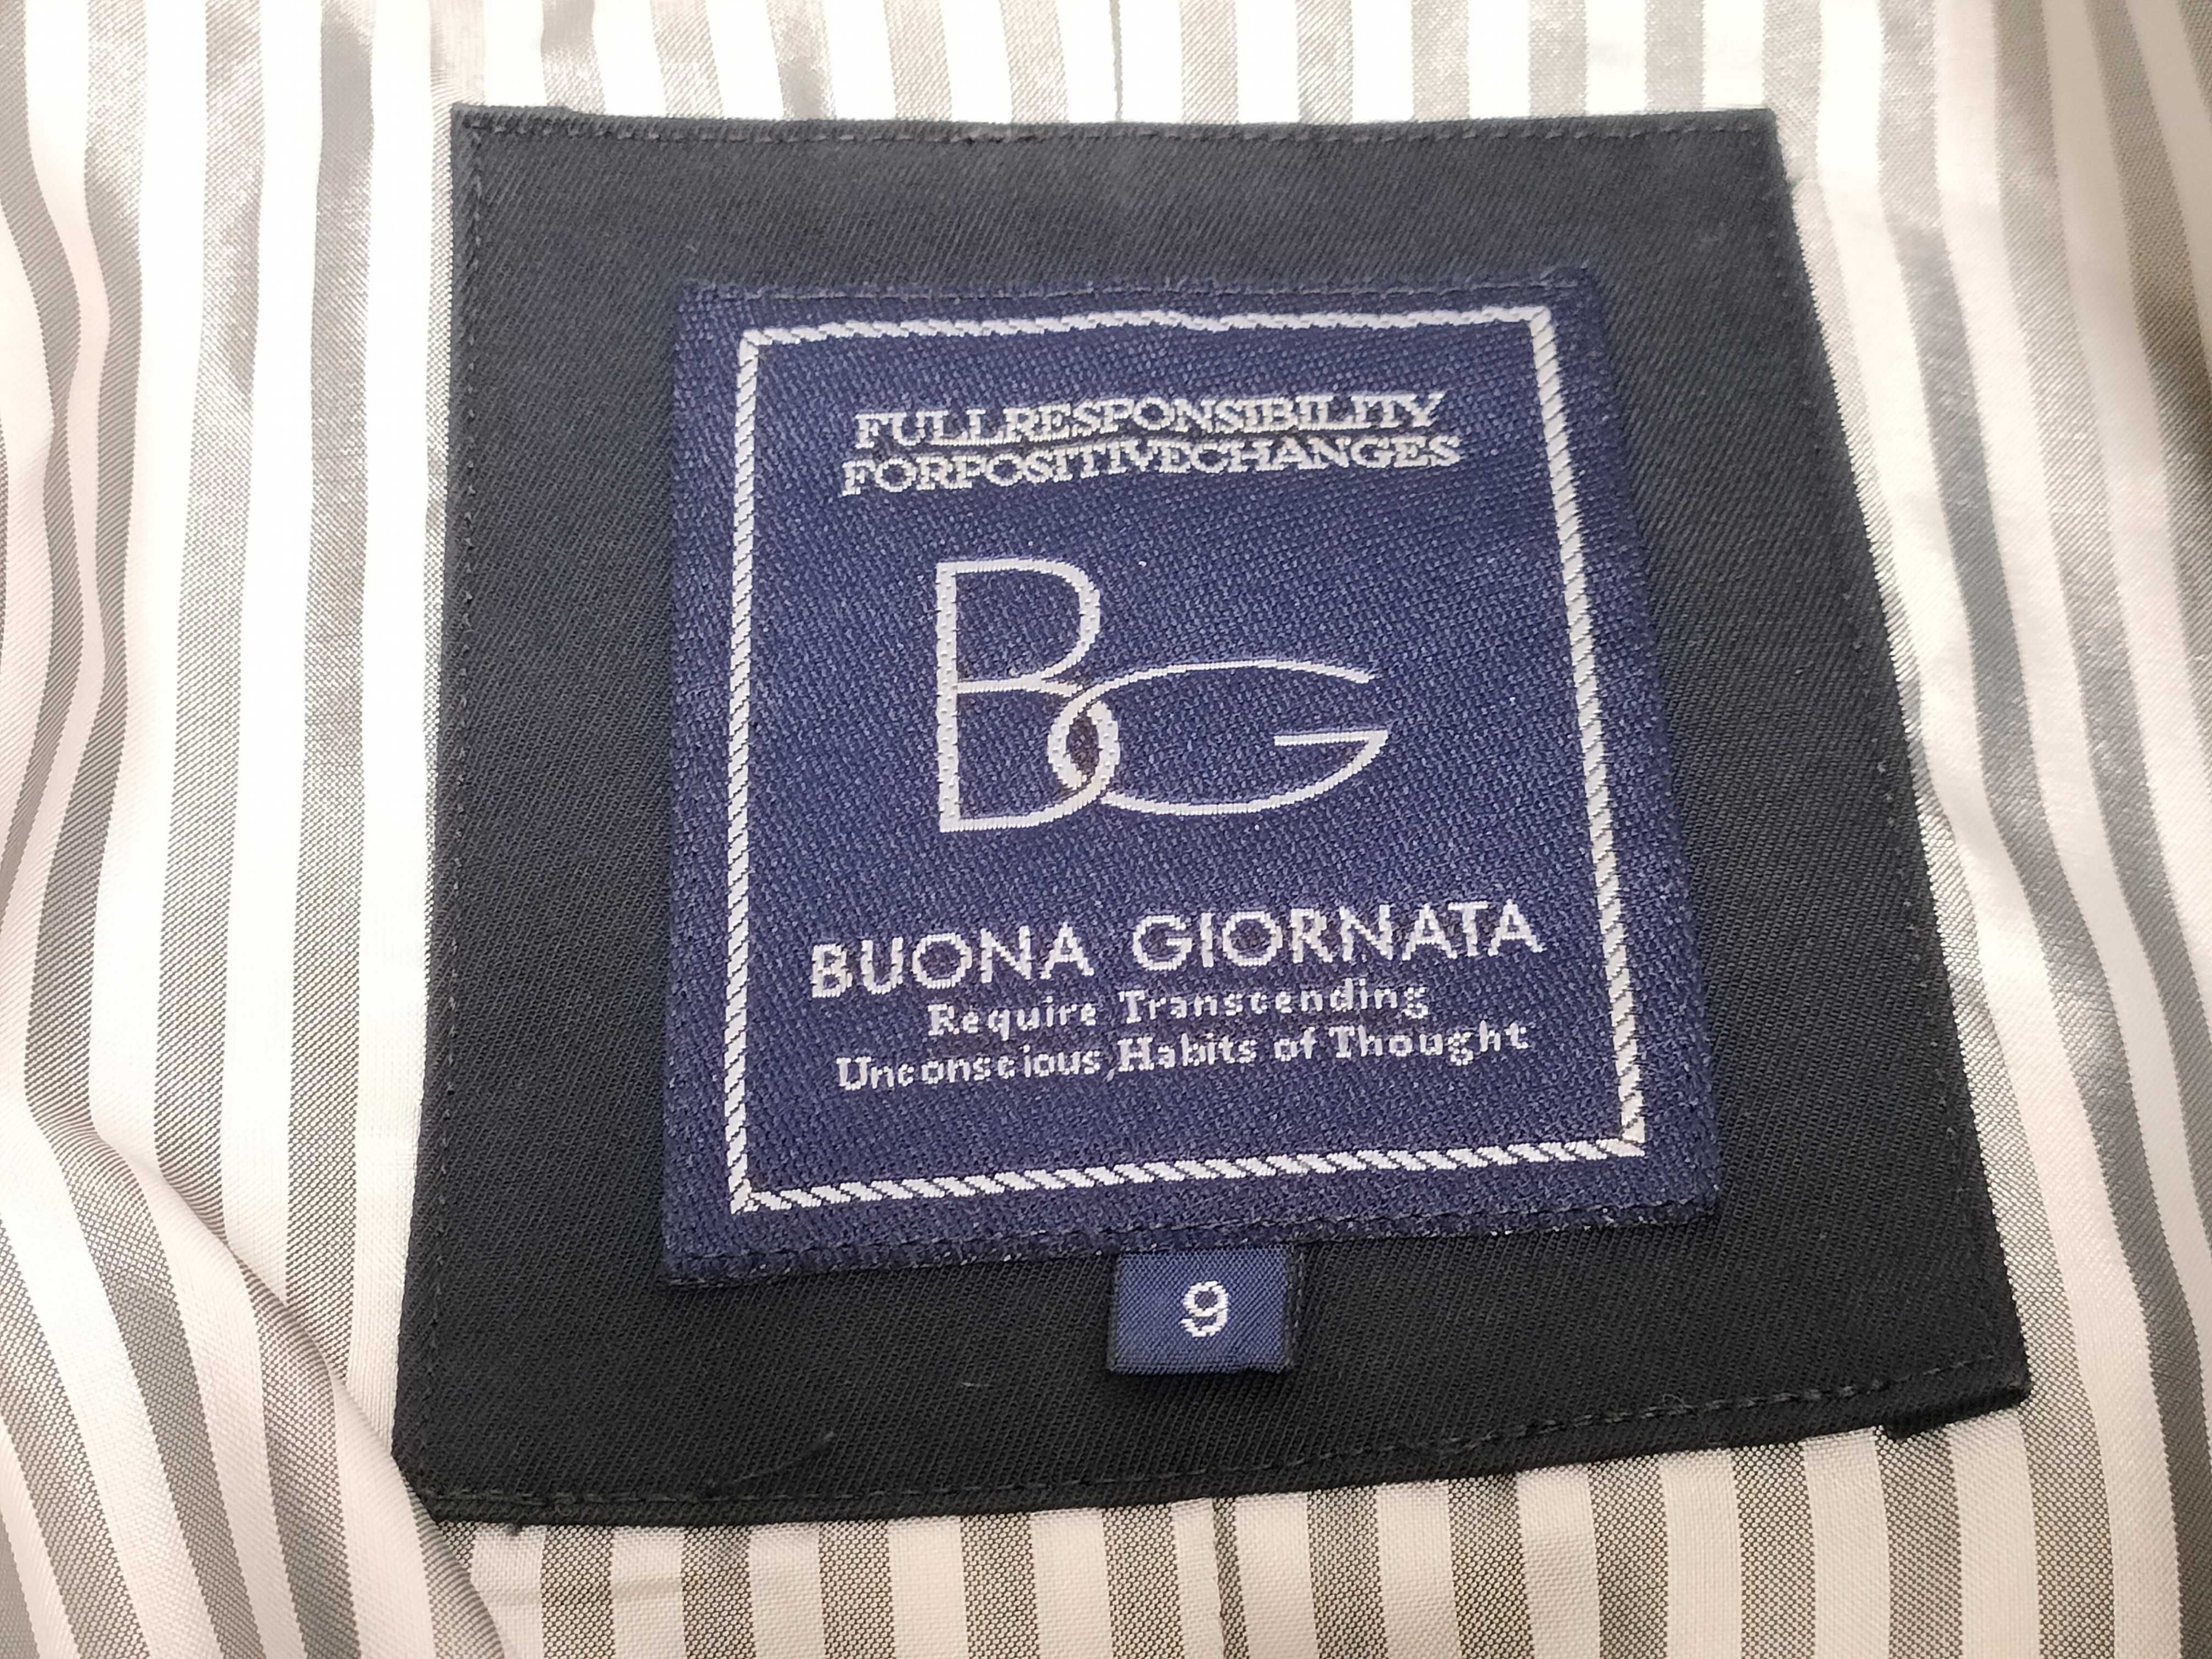 FULLRESPONSIBILITY
FORPOSITIVECHANGES
BG
BUONA GIORNATA
Require Transcending
Unconscious,Habits of Thought
9